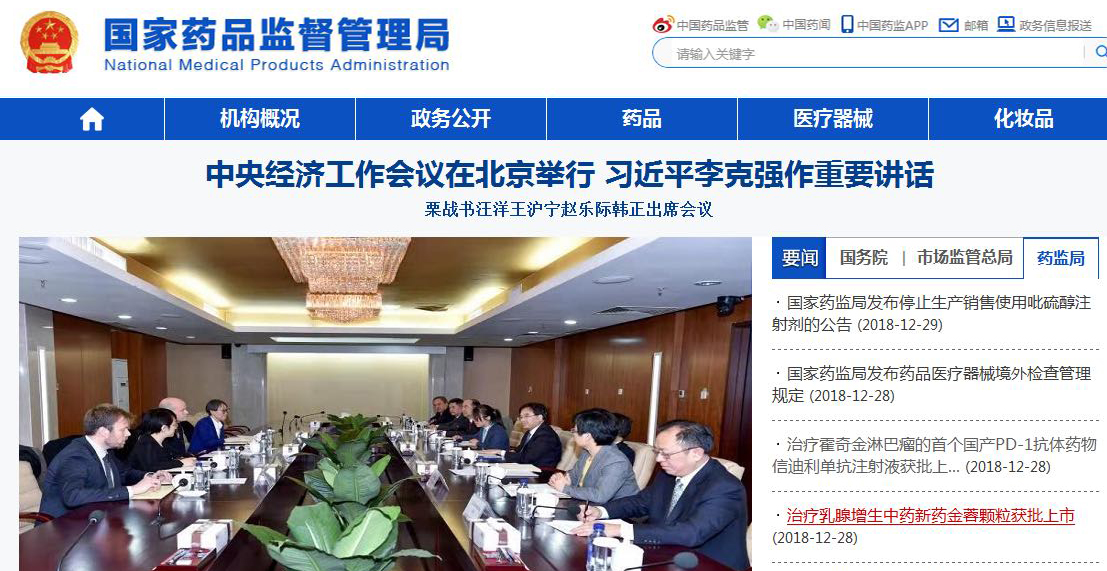 国家药品监督管理局
National Medical Products Administration
中国药品监管 中国药闻 中国药监APP 邮箱 政务信息报送
请输入关键字
机构概况 政务公开 药品 医疗器械 化妆品
中央经济工作会议在北京举行 习近平李克强作重要讲话
栗战书汪洋王沪宁赵乐际韩正出席会议
要闻 国务院 | 市场监管总局 药监局
· 国家药监局发布停止生产销售使用吡硫醇注
射剂的公告 (2018-12-29)
· 国家药监局发布药品医疗器械境外检查管理
规定 (2018-12-28)
· 治疗霍奇金淋巴瘤的首个国产PD-1抗体药物
信迪利单抗注射液获批上... (2018-12-28)
· 治疗乳腺增生中药新药金蓉颗粒获批上市
(2018-12-28)